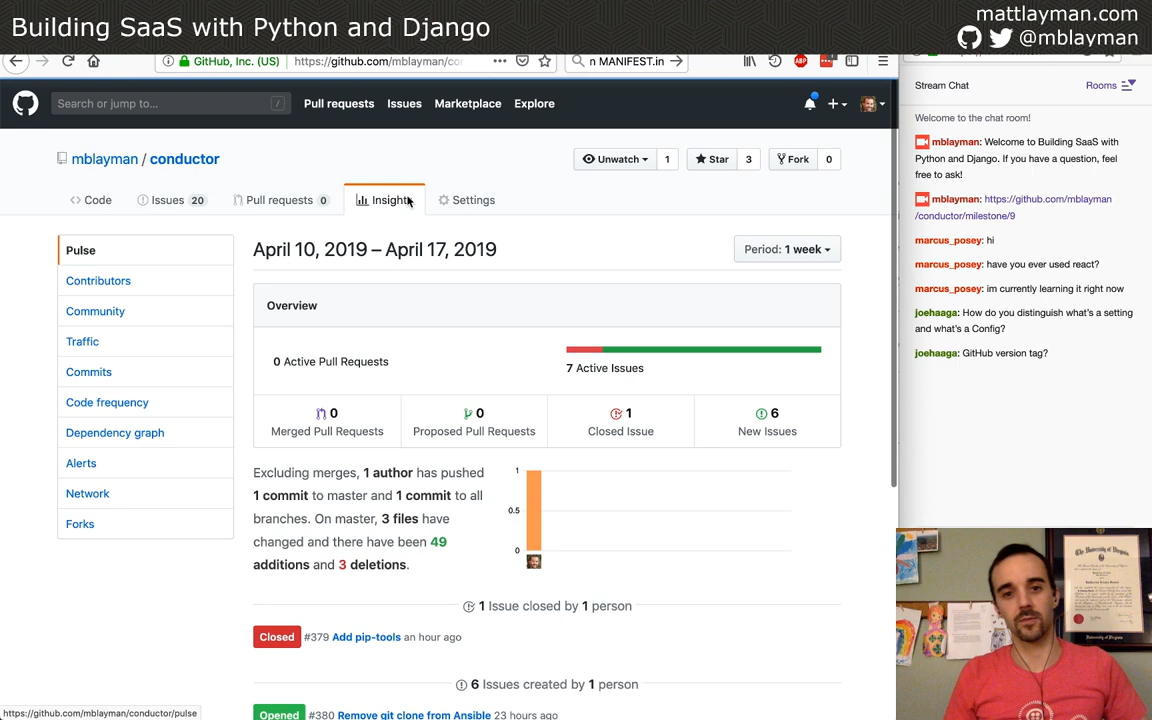 Building SaaS with Python and Django
mattlayman.com
@mblayman
GitHub, Inc. (US)
https://github.com/mblayman/co
n MANIFEST.in
ABP
Search or jump to...
/
Pull requests
Issues
Marketplace
Explore
mblayman / conductor
Unwatch
1
Star
3
Fork
0
Code
Issues 20
Pull requests 0
Insights
Settings
Pulse
Contributors
Community
Traffic
Commits
Code frequency
Dependency graph
Alerts
Network
Forks
April 10, 2019 – April 17, 2019
Period: 1 week
Overview
0 Active Pull Requests
7 Active Issues
0
Merged Pull Requests
0
Proposed Pull Requests
1
Closed Issue
6
New Issues
Excluding merges, 1 author has pushed
1 commit to master and 1 commit to all
branches. On master, 3 files have
changed and there have been 49
additions and 3 deletions.
1
0.5
0
1 Issue closed by 1 person
Closed #379 Add pip-tools an hour ago
6 Issues created by 1 person
Opened #380 Remove git clone from Ansible 23 hours ago
https://github.com/mblayman/conductor/pulse
Stream Chat
Rooms
Welcome to the chat room!
mblayman: Welcome to Building SaaS with
Python and Django. If you have a question, feel
free to ask!
mblayman: https://github.com/mblayman
/conductor/milestone/9
marcus_posey: hi
marcus_posey: have you ever used react?
marcus_posey: im currently learning it right now
joehaaga: How do you distinguish what's a setting
and what's a Config?
joehaaga: GitHub version tag?
The University of Virginia